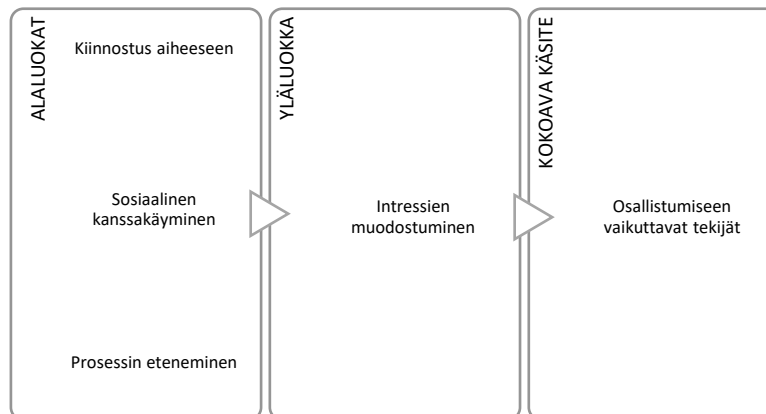 ALALUOKAT
Kiinnostus aiheeseen
Sosiaalinen
kanssakäyminen
Prosessin eteneminen
YLÄLUOKKA
Intressien
muodostuminen
KOKOAVA KÄSITE
Osallistumiseen
vaikuttavat tekijät